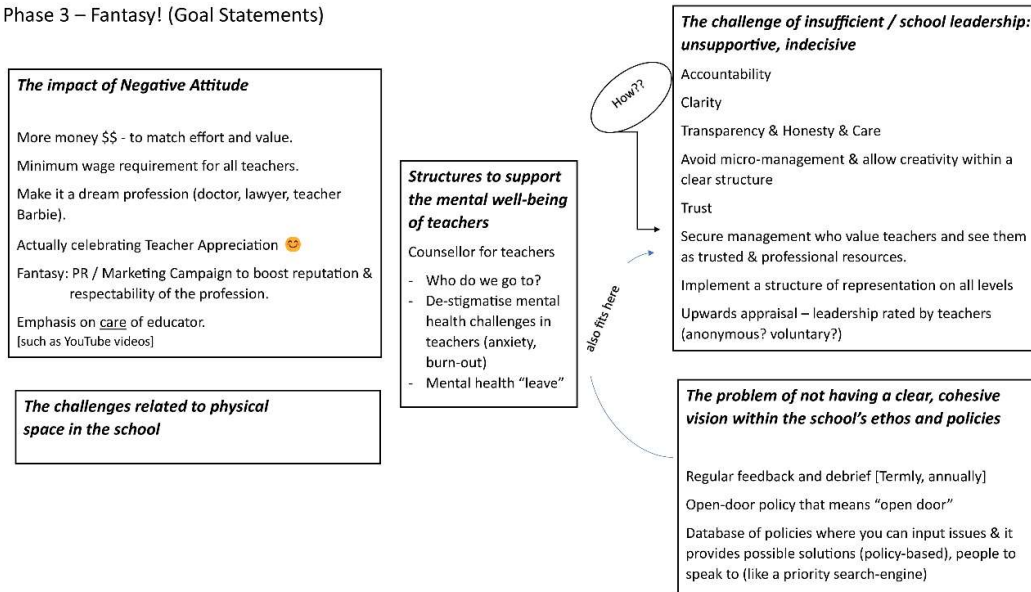 Phase 3 – Fantasy! (Goal Statements)
The impact of Negative Attitude
More money $$ - to match effort and value.
Minimum wage requirement for all teachers.
Make it a dream profession (doctor, lawyer, teacher
Barbie).
Actually celebrating Teacher Appreciation 😊
Fantasy: PR / Marketing Campaign to boost reputation &
respectability of the profession.
Emphasis on care of educator.
[such as YouTube videos]
The challenges related to physical
space in the school
Structures to support
the mental well-being
of teachers
Counsellor for teachers
- Who do we go to?
- De-stigmatise mental
health challenges in
teachers (anxiety,
burn-out)
- Mental health “leave”
How??
also fits here
The challenge of insufficient / school leadership:
unsupportive, indecisive
Accountability
Clarity
Transparency & Honesty & Care
Avoid micro-management & allow creativity within a
clear structure
Trust
Secure management who value teachers and see them
as trusted & professional resources.
Implement a structure of representation on all levels
Upwards appraisal – leadership rated by teachers
(anonymous? voluntary?)
The problem of not having a clear, cohesive
vision within the school’s ethos and policies
Regular feedback and debrief [Termly, annually]
Open-door policy that means “open door”
Database of policies where you can input issues & it
provides possible solutions (policy-based), people to
speak to (like a priority search-engine)